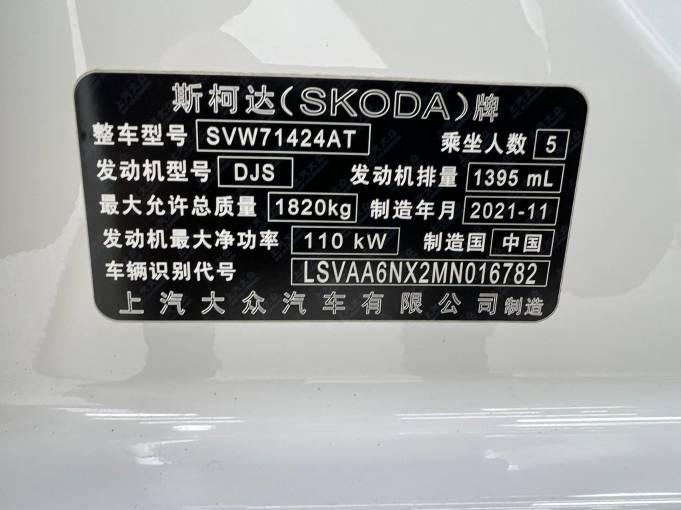 斯柯达(SKODA)牌
整车型号 SVW71424AT 乘坐人数 5
发动机型号 DJS 发动机排量 1395 mL
最大允许总质量 1820kg 制造年月 2021-11
发动机最大净功率 110 kW 制造国 中国
车辆识别代号 LSVAA6NX2MN016782
上汽大众汽车有限公司制造